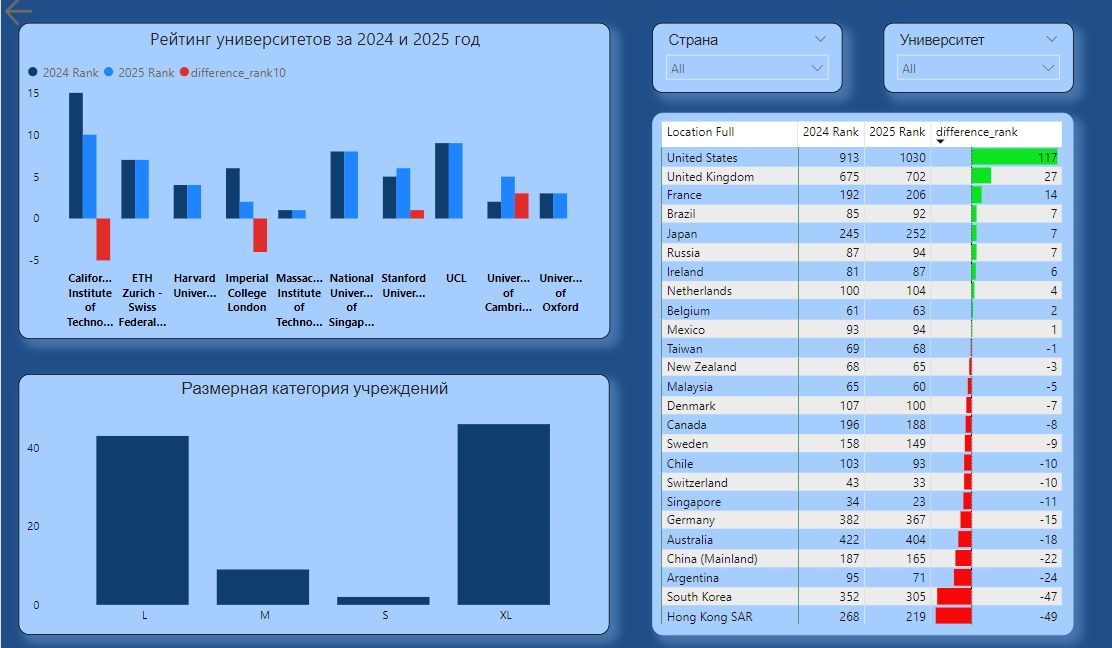 Рейтинг университетов за 2024 и 2025 год
2024 Rank 2025 Rank difference_rank10
15
10
5
0
-5
Califor... Institute of Techno...
ETH Zurich - Swiss Federal...
Harvard Univer...
Imperial College London
Massac... Institute of Techno...
National Univer... of Singap...
Stanford Univer...
UCL
Univer... of Cambri...
Univer... of Oxford
Размерная категория учреждений
40
20
0
L M S XL
Страна
All
Университет
All
Location Full 2024 Rank 2025 Rank difference_rank
United States 913 1030 117
United Kingdom 675 702 27
France 192 206 14
Brazil 85 92 7
Japan 245 252 7
Russia 87 94 7
Ireland 81 87 6
Netherlands 100 104 4
Belgium 61 63 2
Mexico 93 94 1
Taiwan 69 68 -1
New Zealand 68 65 -3
Malaysia 65 60 -5
Denmark 107 100 -7
Canada 196 188 -8
Sweden 158 149 -9
Chile 103 93 -10
Switzerland 43 33 -10
Singapore 34 23 -11
Germany 382 367 -15
Australia 422 404 -18
China (Mainland) 187 165 -22
Argentina 95 71 -24
South Korea 352 305 -47
Hong Kong SAR 268 219 -49